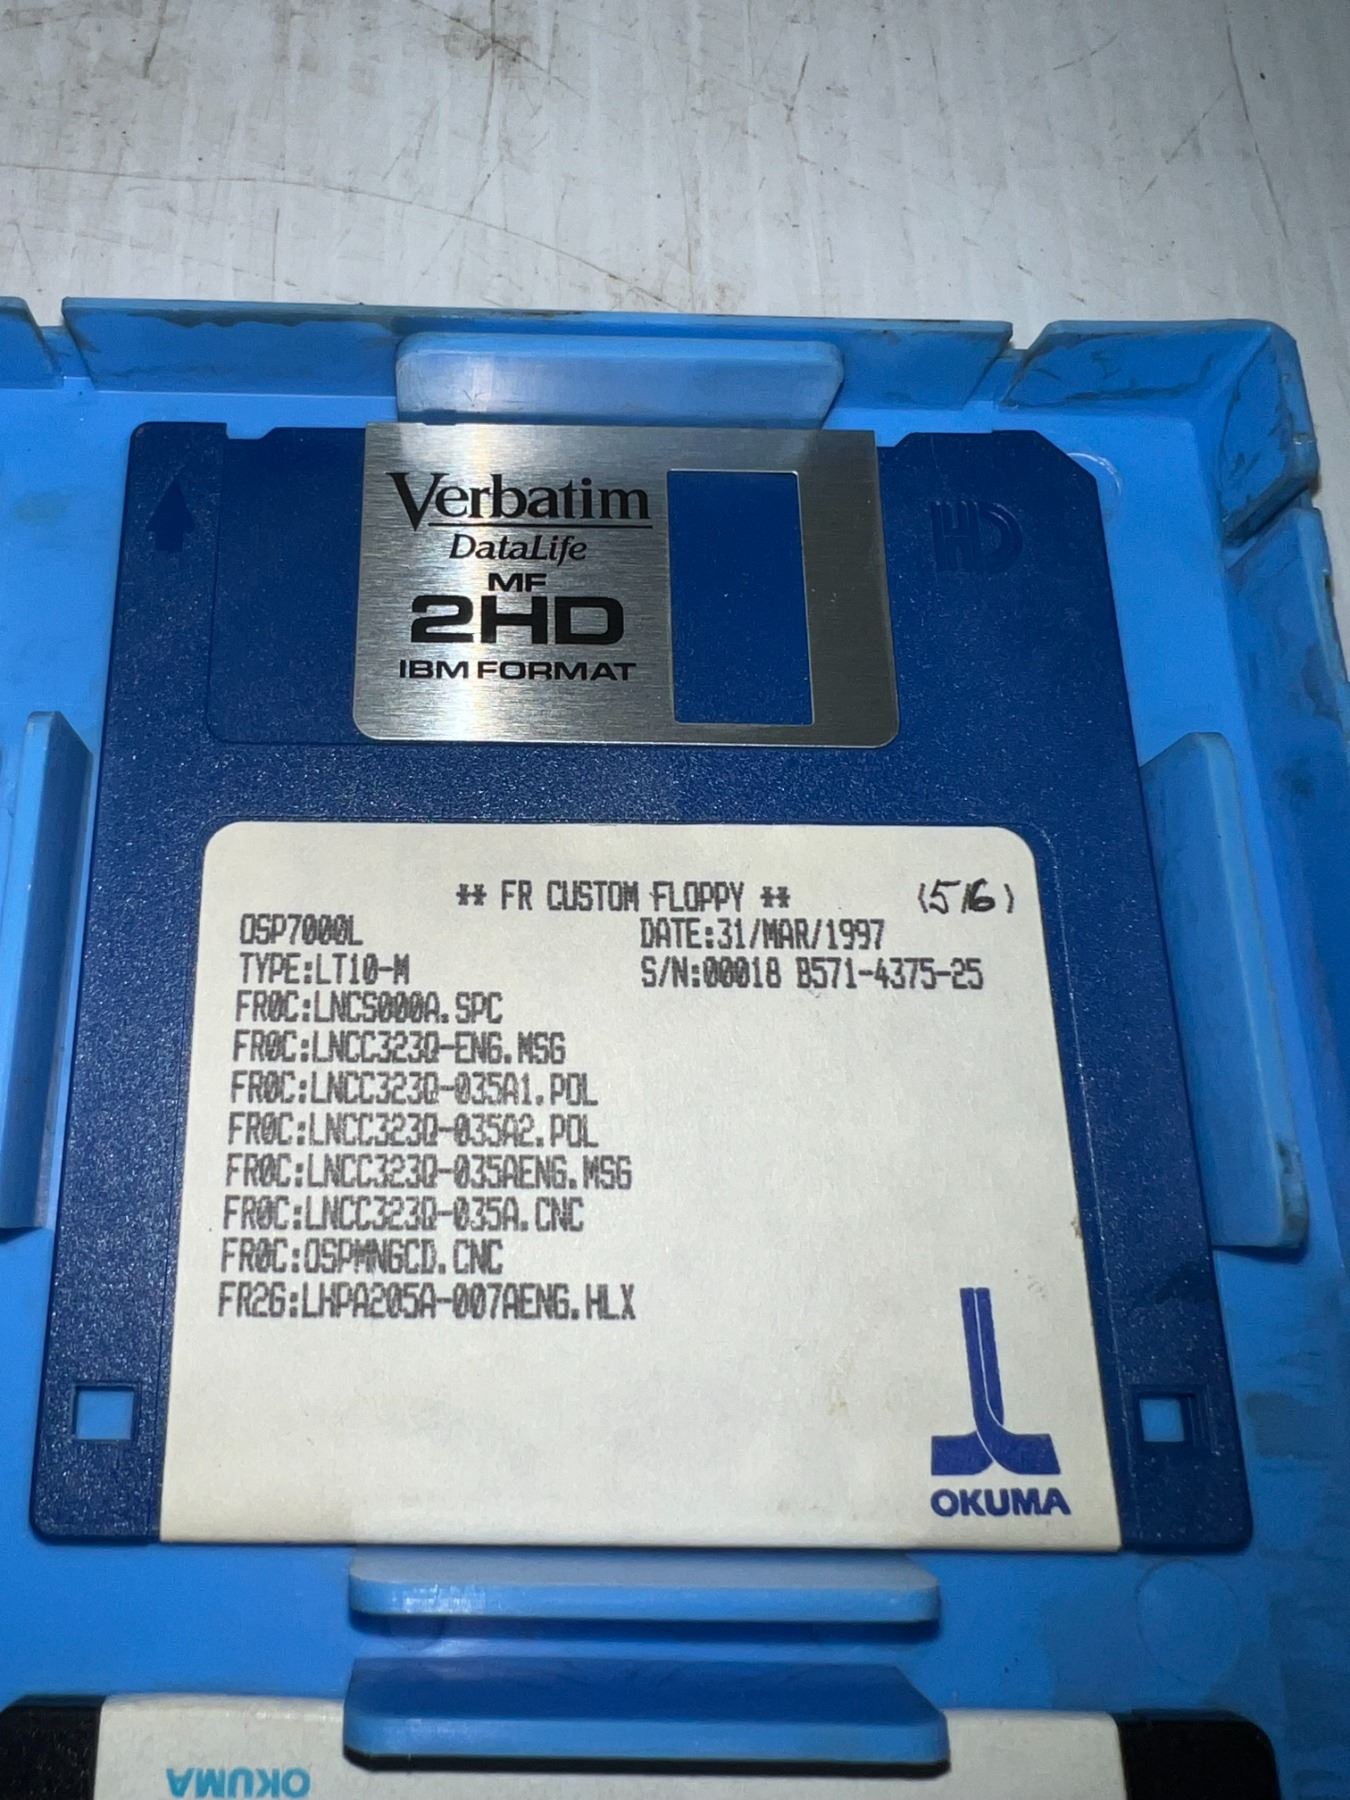 Verbatim
DataLife
MF
2HD
IBM FORMAT
HD
** FR CUSTOM FLOPPY ** (5/6)
OSP7000L DATE:31/MAR/1997
TYPE:LT10-M S/N:00018 B571-4375-25
FR0C:LNCS000A.SPC
FR0C:LNCC323Q-ENG.MSG
FR0C:LNCC323Q-035A1.POL
FR0C:LNCC323Q-035A2.POL
FR0C:LNCC323Q-035AENG.MSG
FR0C:LNCC323Q-035A.CNC
FR0C:OSPMNGCD.CNC
FR2G:LHPA205A-007AENG.HLX
OKUMA
OKUMA